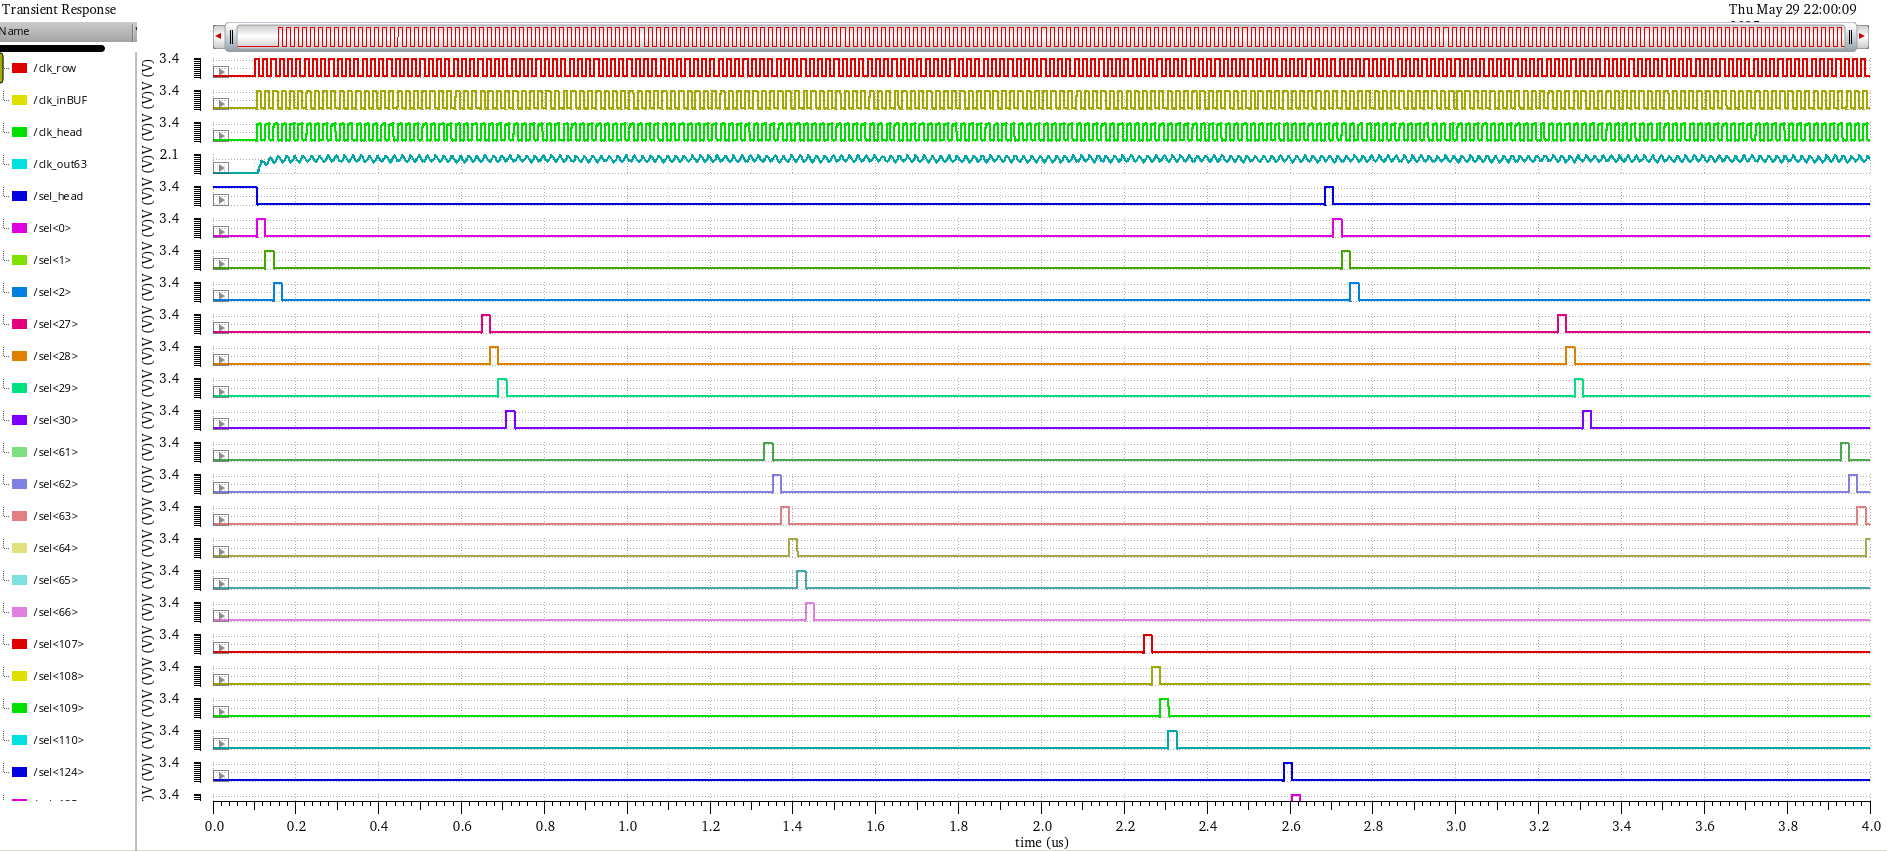 Transient Response
Thu May 29 22:00:09
Name
/clk_row
3.4
/clk_inBUF
3.4
/clk_head
3.4
/clk_out63
2.1
/sel_head
3.4
/sel<0>
3.4
/sel<1>
3.4
/sel<2>
3.4
/sel<27>
3.4
/sel<28>
3.4
/sel<29>
3.4
/sel<30>
3.4
/sel<61>
3.4
/sel<62>
3.4
/sel<63>
3.4
/sel<64>
3.4
/sel<65>
3.4
/sel<66>
3.4
/sel<107>
3.4
/sel<108>
3.4
/sel<109>
3.4
/sel<110>
3.4
/sel<124>
3.4
3.4
0.0 0.2 0.4 0.6 0.8 1.0 1.2 1.4 1.6 1.8 2.0 2.2 2.4 2.6 2.8 3.0 3.2 3.4 3.6 3.8 4.0
time (us)